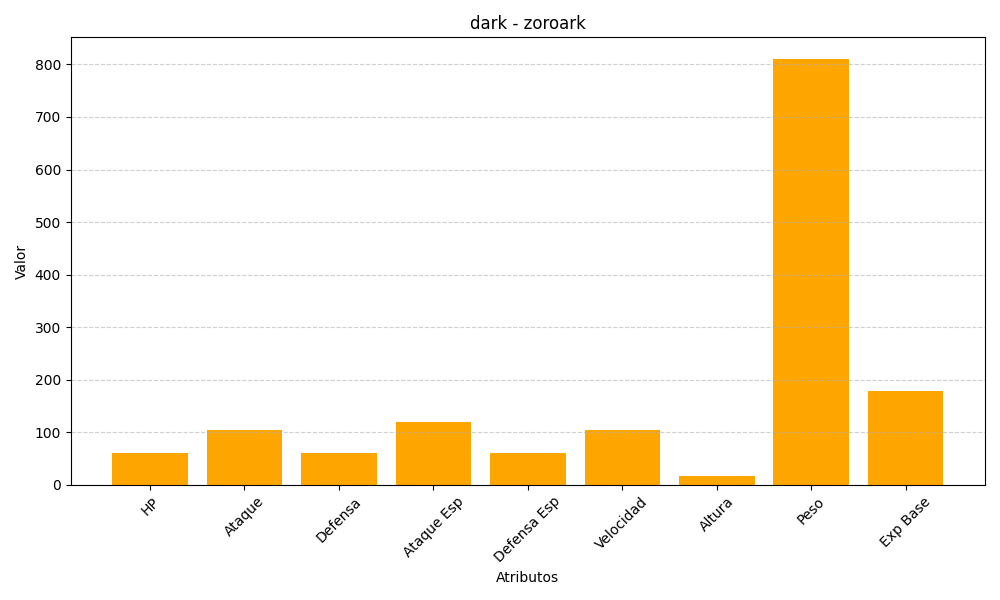 dark - zoroark
Valor
800
700
600
500
400
300
200
100
0
HP
Ataque
Defensa
Ataque Esp
Defensa Esp
Velocidad
Altura
Peso
Exp Base
Atributos